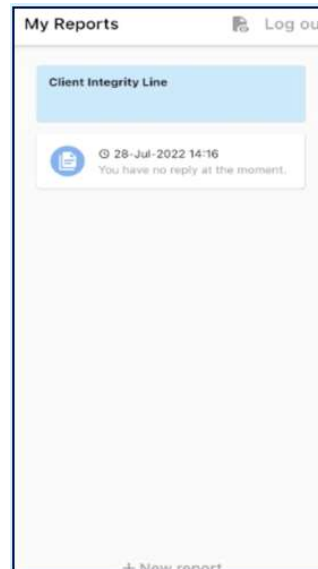 My Reports Log ou
Client Integrity Line
28-Jul-2022 14:16
You have no reply at the moment.
+ New report